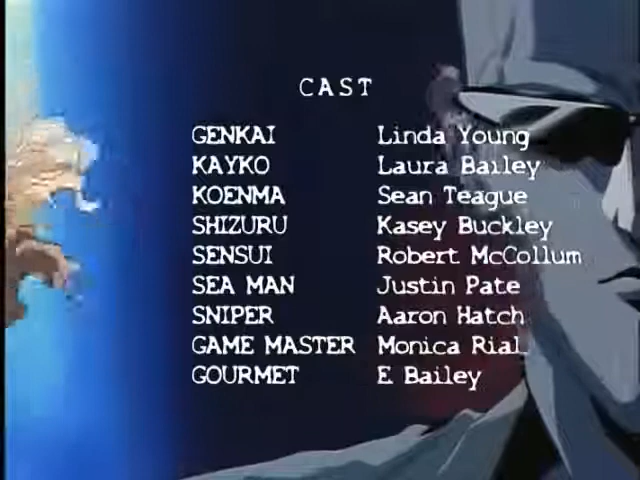 CAST
GENKAI Linda Young
KAYKO Laura Bailey
KOENMA Sean Teague
SHIZURU Kasey Buckley
SENSUI Robert McCollum
SEA MAN Justin Pate
SNIPER Aaron Hatch
GAME MASTER Monica Rial
GOURMET E Bailey